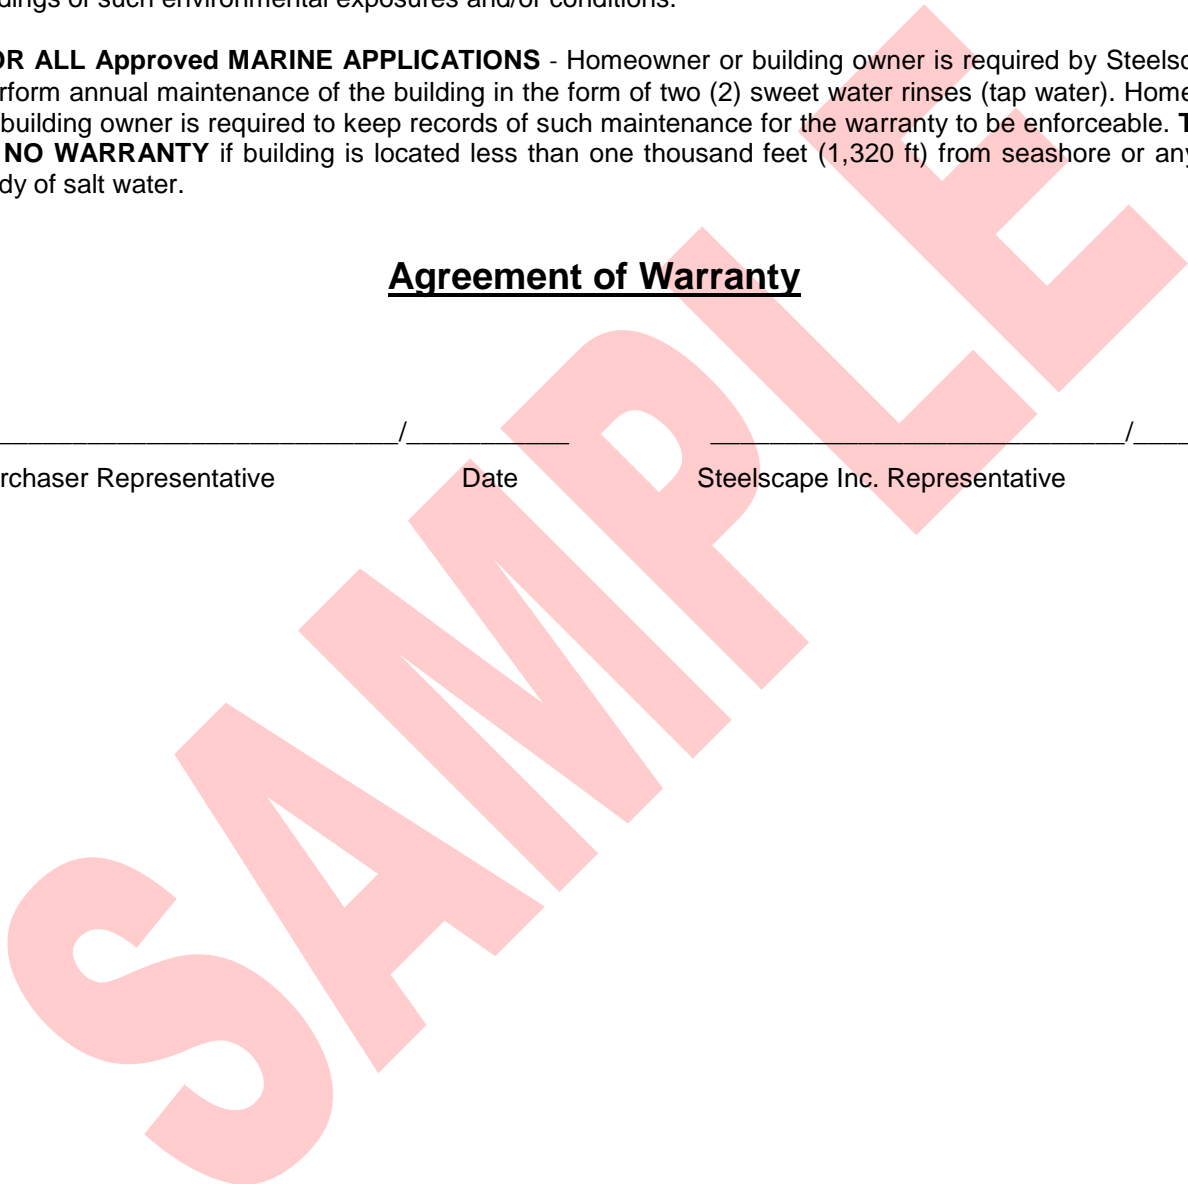 dings of such environmental exposures and/or conditions.
OR ALL Approved MARINE APPLICATIONS - Homeowner or building owner is required by Steelsc
rform annual maintenance of the building in the form of two (2) sweet water rinses (tap water). Home
building owner is required to keep records of such maintenance for the warranty to be enforceable. T
NO WARRANTY if building is located less than one thousand feet (1,320 ft) from seashore or any
dy of salt water.
Agreement of Warranty
____________________________/___________ ____________________________/____
rchaser Representative Date Steelscape Inc. Representative
SAMPLE